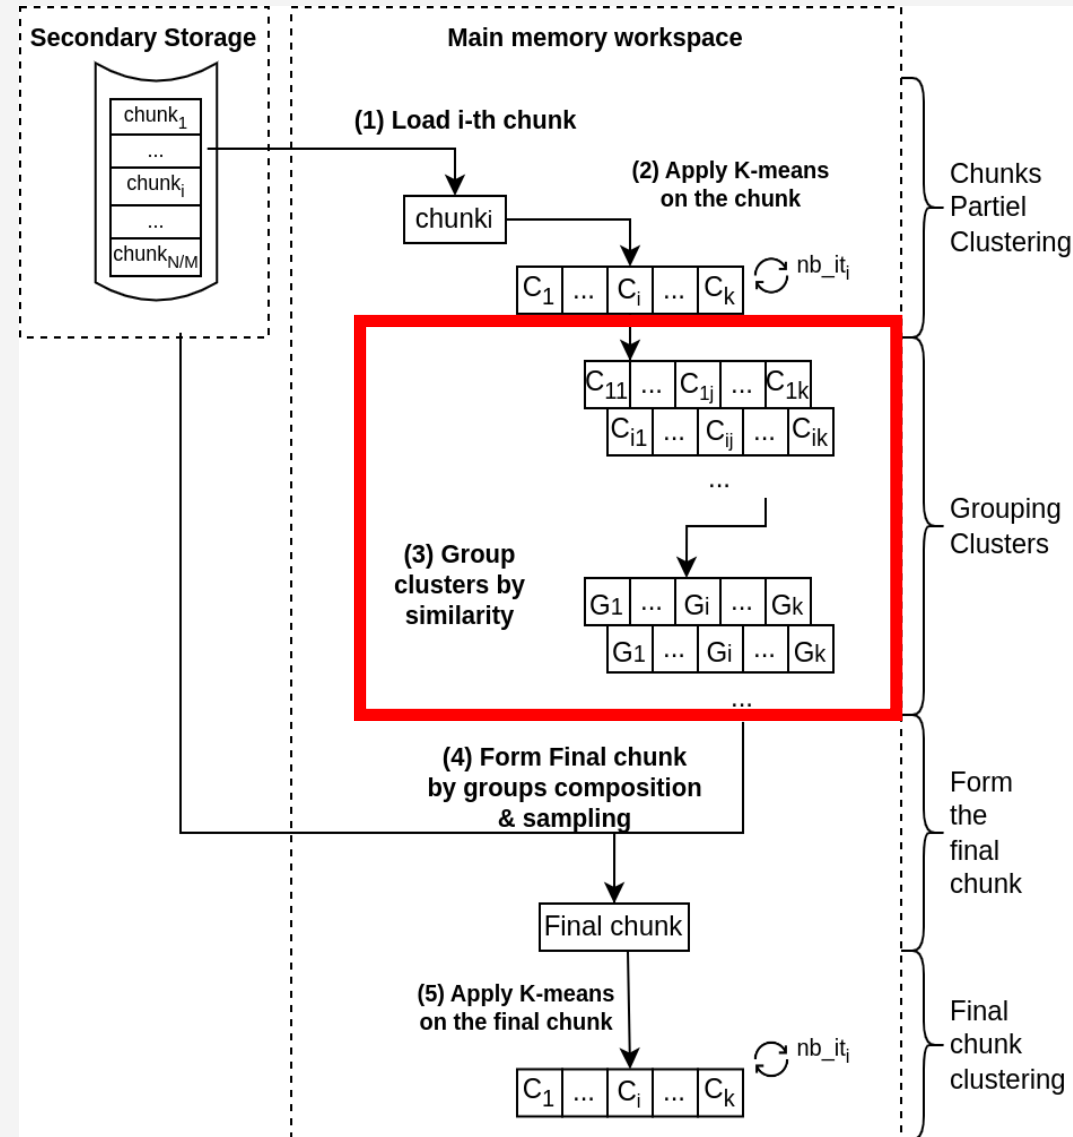 Secondary Storage
Main memory workspace
chunk1
...
chunki
...
chunkN/M
(1) Load i-th chunk
(2) Apply K-means
on the chunk
chunki
C1 ... Ci ... Ck
nb_iti
Chunks
Partiel
Clustering
C11 ... C1j ... C1k
Ci1 ... Cij ... Cik
...
(3) Group
clusters by
similarity
G1 ... Gi ... Gk
G1 ... Gi ... Gk
...
Grouping
Clusters
(4) Form Final chunk
by groups composition
& sampling
Final chunk
Form
the
final
chunk
(5) Apply K-means
on the final chunk
C1 ... Ci ... Ck
nb_iti
Final
chunk
clustering